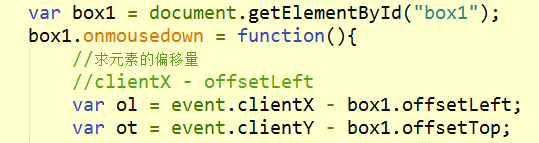 var box1 = document.getElementById("box1");
box1.onmousedown = function(){
//求元素的偏移量
//clientX - offsetLeft
var ol = event.clientX - box1.offsetLeft;
var ot = event.clientY - box1.offsetTop;